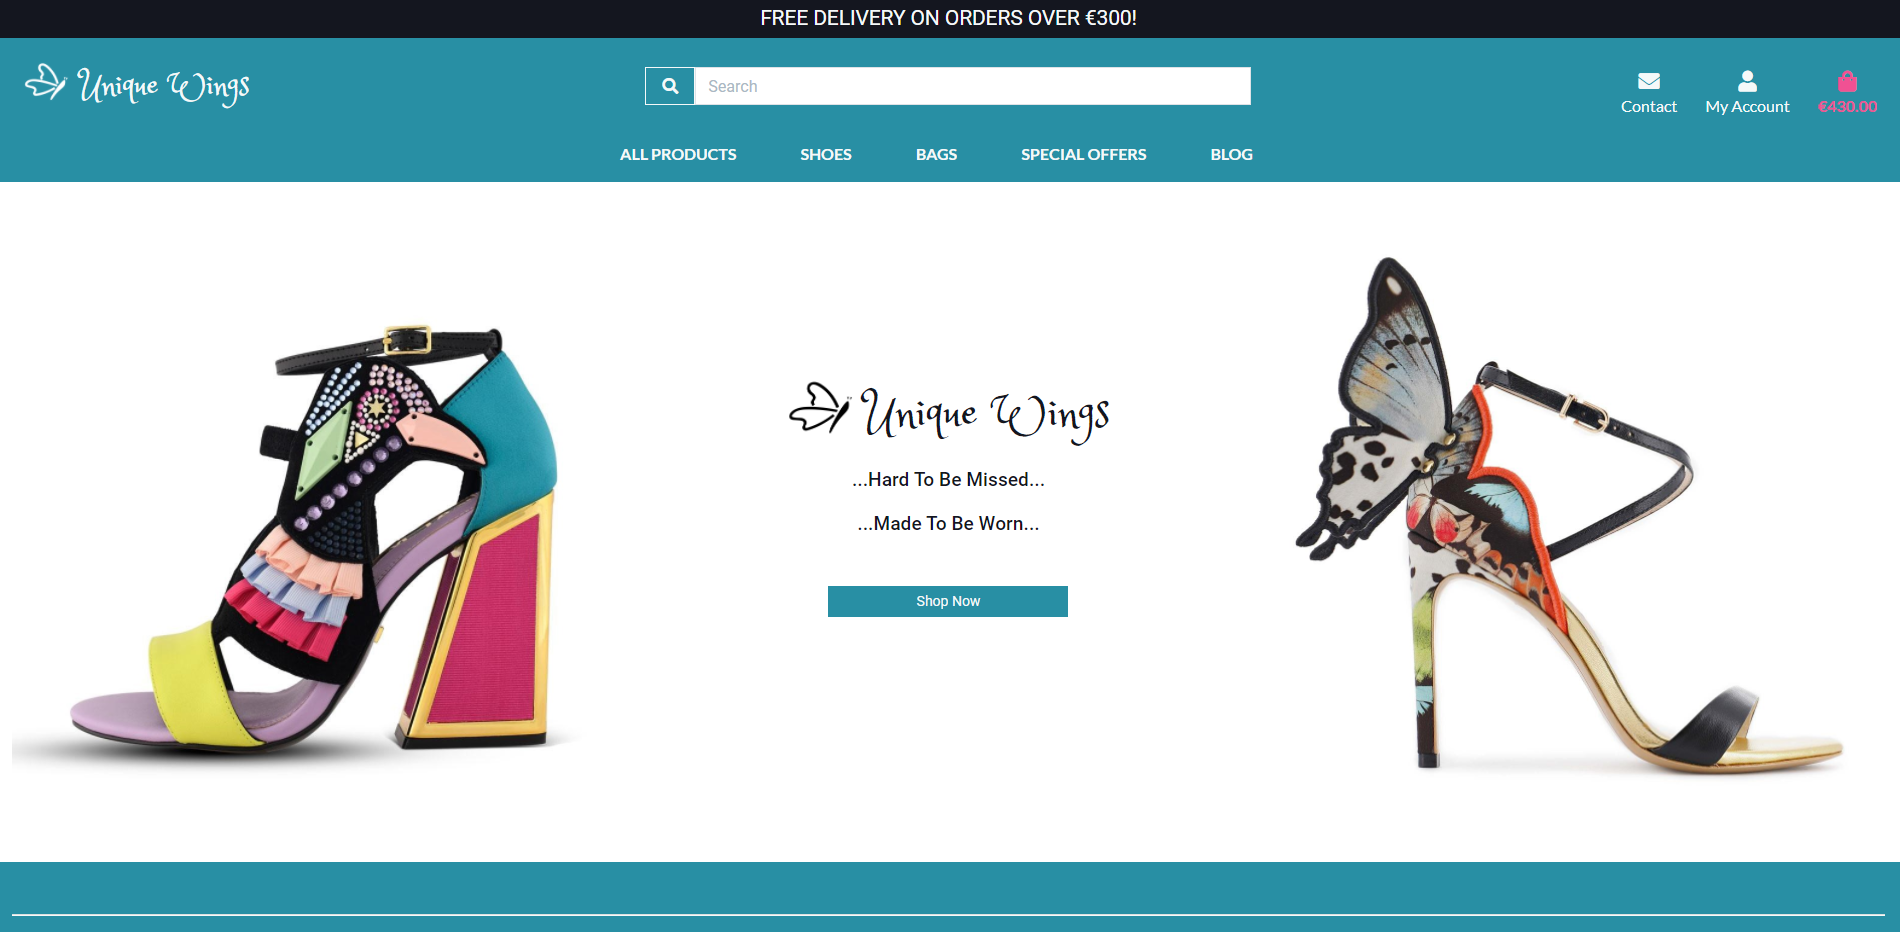 FREE DELIVERY ON ORDERS OVER €300!
Unique Wings
Search
Contact
My Account
€430.00
ALL PRODUCTS
SHOES
BAGS
SPECIAL OFFERS
BLOG
Unique Wings
...Hard To Be Missed...
...Made To Be Worn...
Shop Now